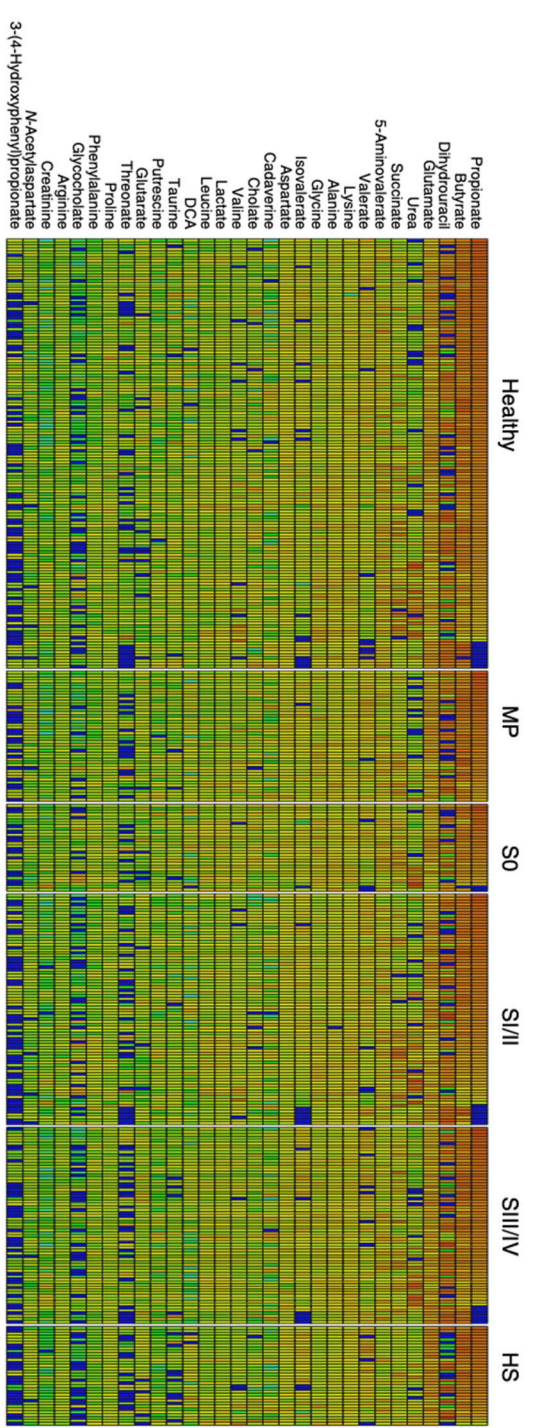 Healthy MP S0 SI/II SIII/IV HS
Propionate
Butyrate
Dihydrouracil
Glutamate
Urea
Succinate
5-Aminovalerate
Valerate
Lysine
Alanine
Glycine
Isovalerate
Aspartate
Cadaverine
Cholate
Valine
Lactate
Leucine
DCA
Taurine
Putrescine
Glutarate
Threonate
Proline
Phenylalanine
Glycocholate
Arginine
Creatinine
N-Acetylaspartate
3-(4-Hydroxyphenyl)propionate